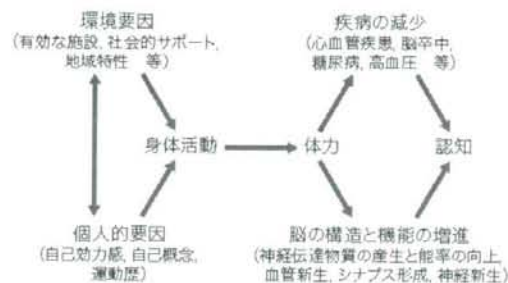 環境要因
(有効な施設, 社会的サポート,
地域特性 等)
疾病の減少
(心血管疾患, 脳卒中,
糖尿病, 高血圧 等)
身体活動
体力
認知
個人的要因
(自己効力感, 自己概念,
運動歴)
脳の構造と機能の増進
(神経伝達物質の産生と能率の向上,
血管新生, シナプス形成, 神経新生)